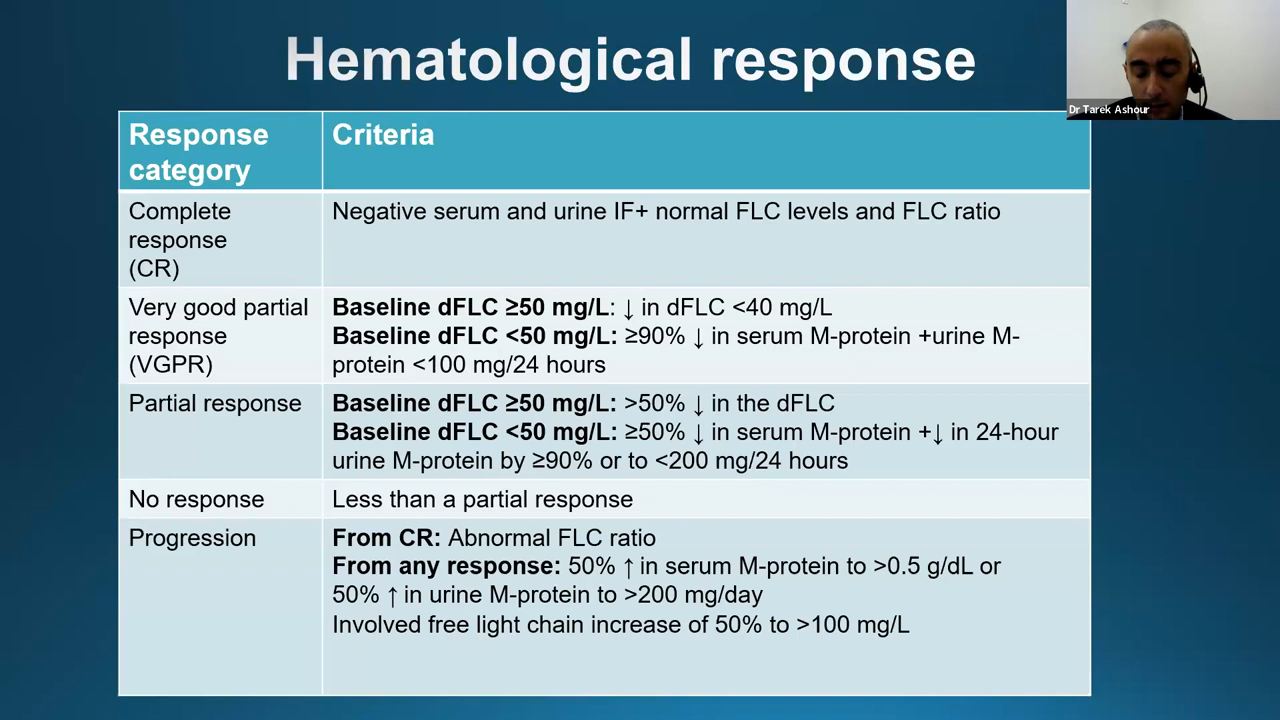 Hematological response
Dr Tarek Ashour
Response
category
Criteria
Complete
response
(CR)
Negative serum and urine IF+ normal FLC levels and FLC ratio
Very good partial
response
(VGPR)
Baseline dFLC ≥50 mg/L: ↓ in dFLC <40 mg/L
Baseline dFLC <50 mg/L: ≥90% ↓ in serum M-protein +urine M-
protein <100 mg/24 hours
Partial response
Baseline dFLC ≥50 mg/L: >50% ↓ in the dFLC
Baseline dFLC <50 mg/L: ≥50% ↓ in serum M-protein +↓ in 24-hour
urine M-protein by ≥90% or to <200 mg/24 hours
No response
Less than a partial response
Progression
From CR: Abnormal FLC ratio
From any response: 50% ↑ in serum M-protein to >0.5 g/dL or
50% ↑ in urine M-protein to >200 mg/day
Involved free light chain increase of 50% to >100 mg/L